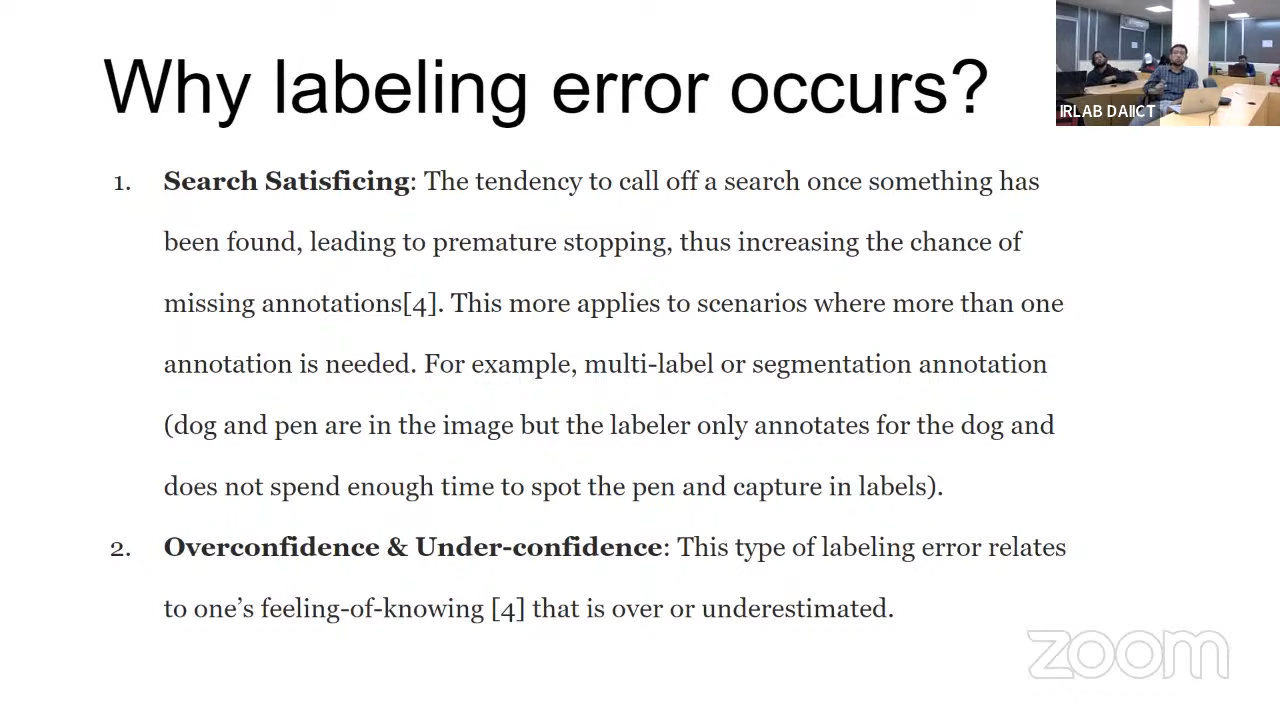 Why labeling error occurs?
IRLAB DAIICT
1. Search Satisficing: The tendency to call off a search once something has
been found, leading to premature stopping, thus increasing the chance of
missing annotations[4]. This more applies to scenarios where more than one
annotation is needed. For example, multi-label or segmentation annotation
(dog and pen are in the image but the labeler only annotates for the dog and
does not spend enough time to spot the pen and capture in labels).
2. Overconfidence & Under-confidence: This type of labeling error relates
to one’s feeling-of-knowing [4] that is over or underestimated.
zoom